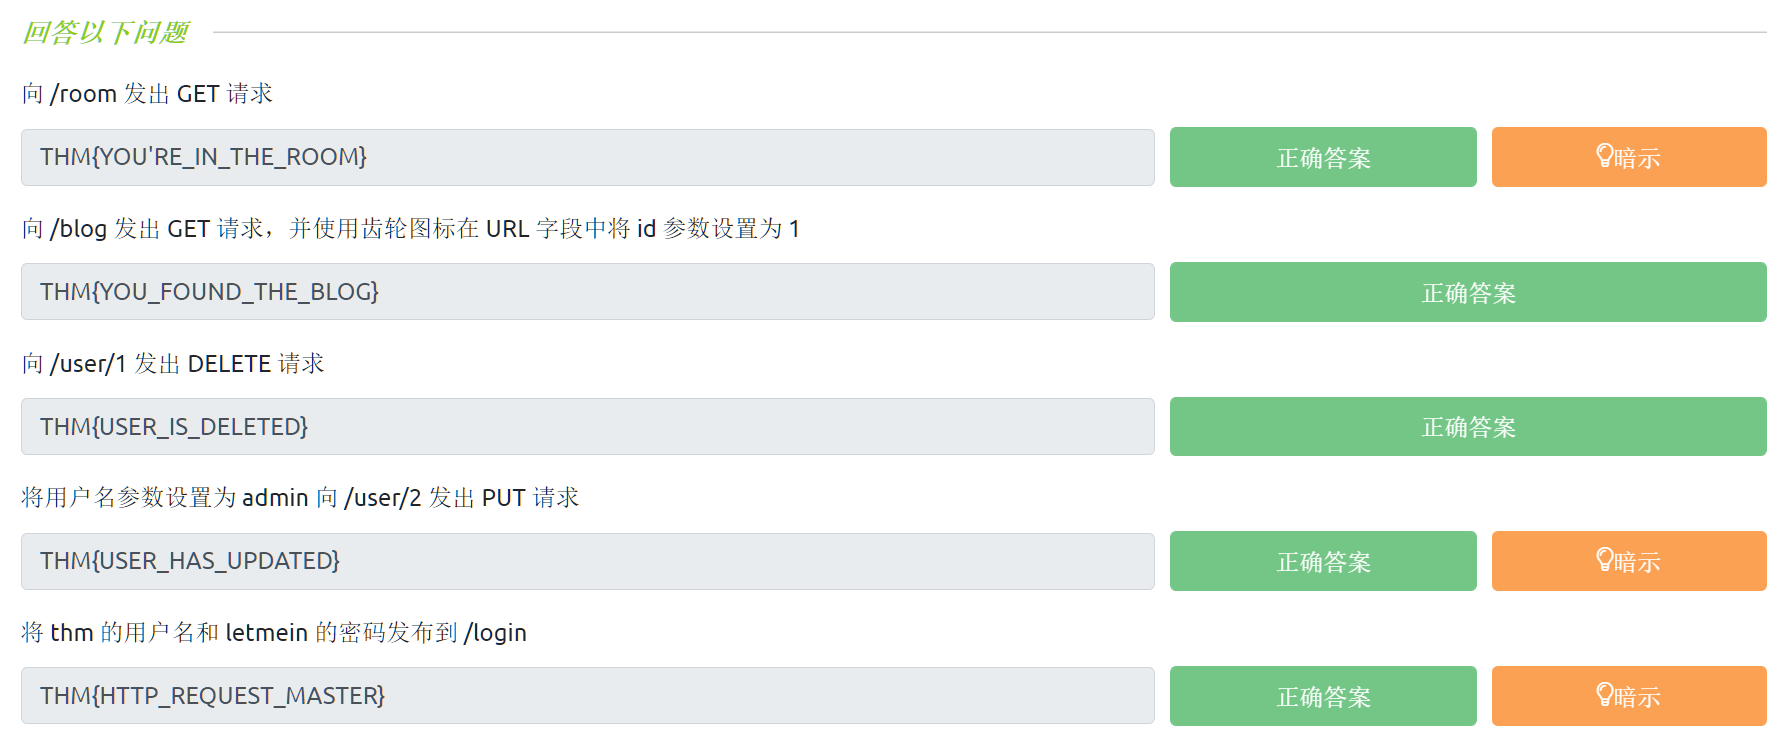 回答以下问题
向 /room 发出 GET 请求
THM{YOU'RE_IN_THE_ROOM}
正确答案
暗示
向 /blog 发出 GET 请求，并使用齿轮图标在 URL 字段中将 id 参数设置为 1
THM{YOU_FOUND_THE_BLOG}
正确答案
向 /user/1 发出 DELETE 请求
THM{USER_IS_DELETED}
正确答案
将用户名参数设置为 admin 向 /user/2 发出 PUT 请求
THM{USER_HAS_UPDATED}
正确答案
暗示
将 thm 的用户名和 letmein 的密码发布到 /login
THM{HTTP_REQUEST_MASTER}
正确答案
暗示